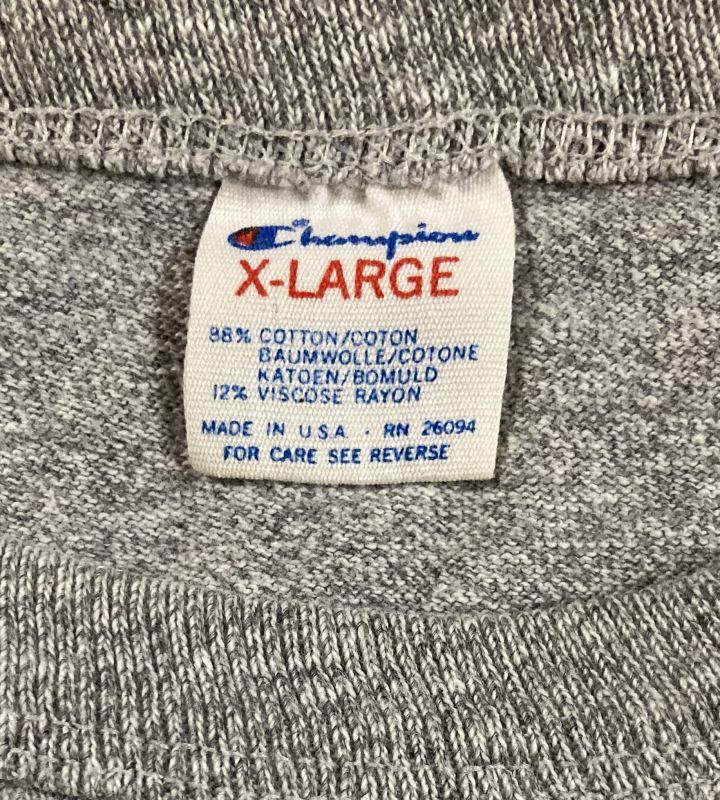 Champion
X-LARGE
88% COTTON/COTON
BAUMWOLLE/COTONE
KATOEN/BOMULD
12% VISCOSE RAYON
MADE IN U.S.A. · RN 26094
FOR CARE SEE REVERSE